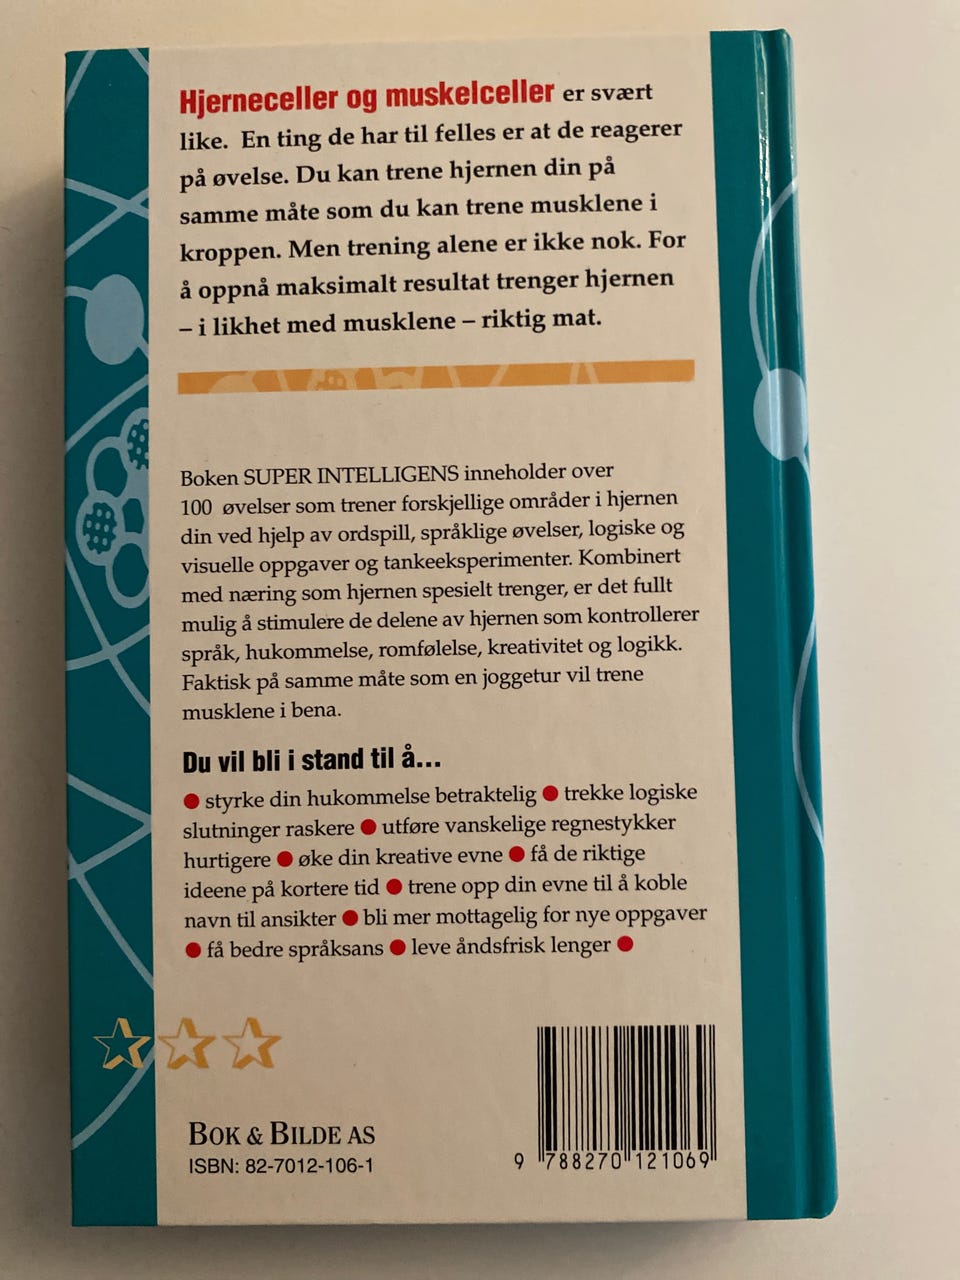 Hjerneceller og muskelceller er svært
like. En ting de har til felles er at de reagerer
på øvelse. Du kan trene hjernen din på
samme måte som du kan trene musklene i
kroppen. Men trening alene er ikke nok. For
å oppnå maksimalt resultat trenger hjernen
– i likhet med musklene – riktig mat.
Boken SUPER INTELLIGENS inneholder over
100 øvelser som trener forskjellige områder i hjernen
din ved hjelp av ordspill, språklige øvelser, logiske og
visuelle oppgaver og tankeeksperimenter. Kombinert
med næring som hjernen spesielt trenger, er det fullt
mulig å stimulere de delene av hjernen som kontrollerer
språk, hukommelse, romfølelse, kreativitet og logikk.
Faktisk på samme måte som en joggetur vil trene
musklene i bena.
Du vil bli i stand til å...
● styrke din hukommelse betraktelig ● trekke logiske
slutninger raskere ● utføre vanskelige regnestykker
hurtigere ● øke din kreative evne ● få de riktige
ideene på kortere tid ● trene opp din evne til å koble
navn til ansikter ● bli mer mottagelig for nye oppgaver
● få bedre språksans ● leve åndsfrisk lenger ●
BOK & BILDE AS
ISBN: 82-7012-106-1
9 788270 121069